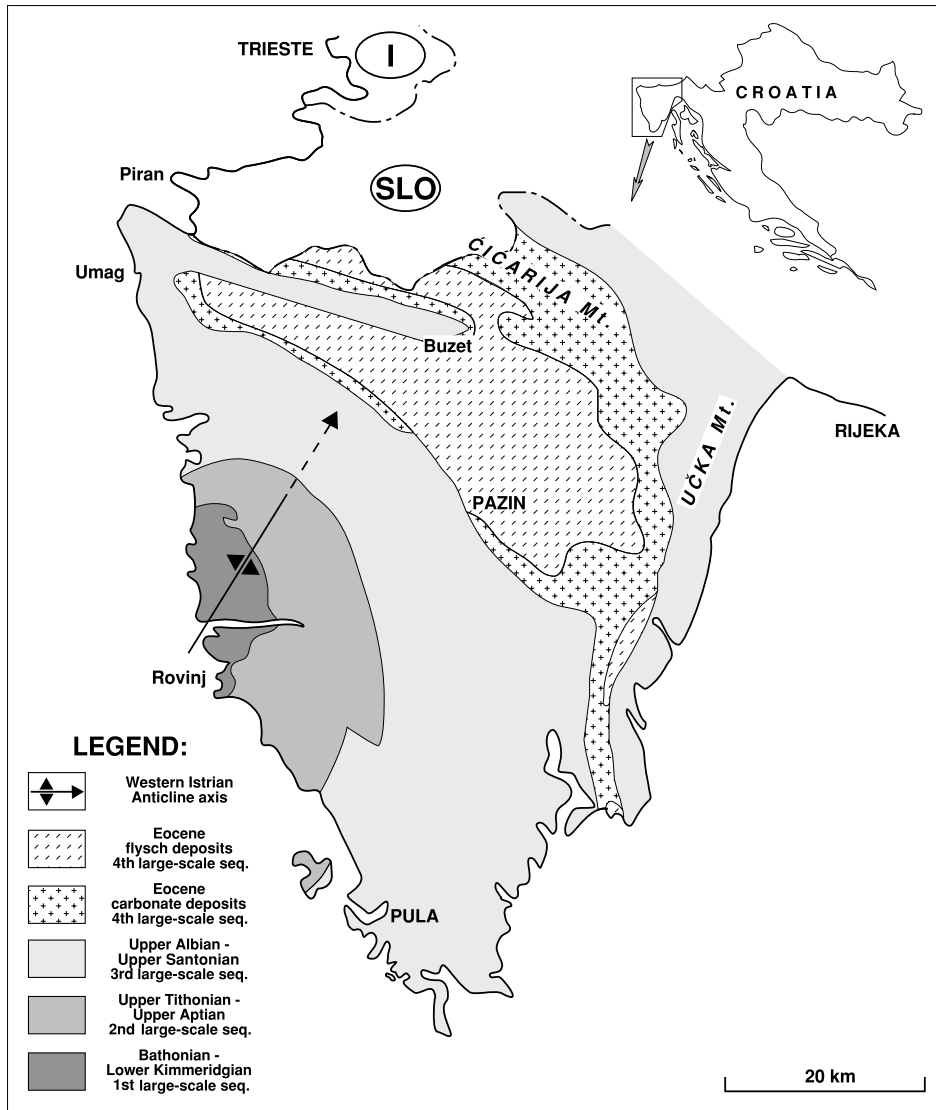 TRIESTE
I
CROATIA
Piran
SLO
ĆIĆARIJA Mt.
Umag
Buzet
UČKA Mt.
RIJEKA
PAZIN
Rovinj
PULA
LEGEND:
Western Istrian
Anticline axis
Eocene
flysch deposits
4th large-scale seq.
Eocene
carbonate deposits
4th large-scale seq.
Upper Albian -
Upper Santonian
3rd large-scale seq.
Upper Tithonian -
Upper Aptian
2nd large-scale seq.
Bathonian -
Lower Kimmeridgian
1st large-scale seq.
20 km